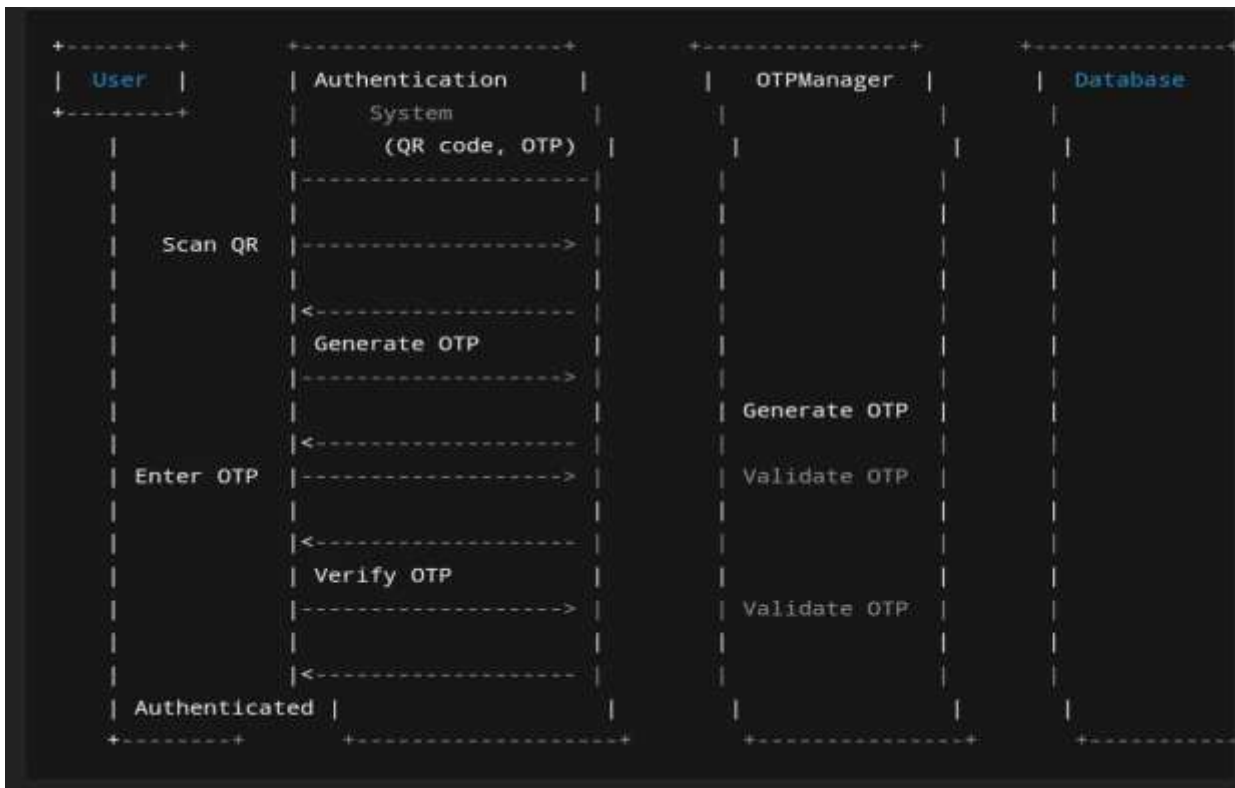 User Authentication OTPManager Database
System
(QR code, OTP)
Scan QR
Generate OTP
Generate OTP
Enter OTP Validate OTP
Verify OTP
Validate OTP
Authenticated